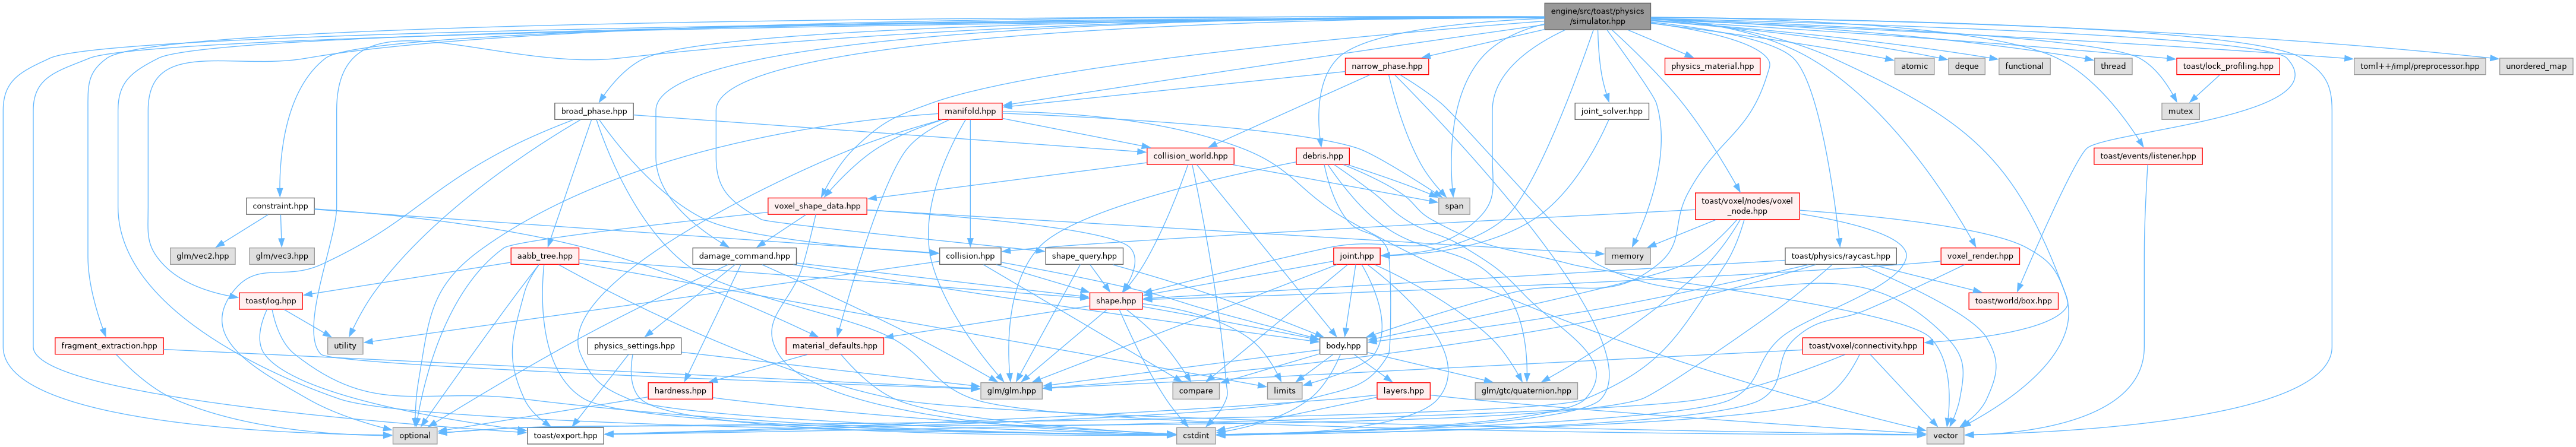 engine/src/toast/physics
/simulator.hpp
narrow_phase.hpp
physics_material.hpp
atomic
deque
functional
thread
toast/lock_profiling.hpp
toml++/impl/preprocessor.hpp
unordered_map
broad_phase.hpp
manifold.hpp
joint_solver.hpp
mutex
collision_world.hpp
debris.hpp
toast/events/listener.hpp
constraint.hpp
voxel_shape_data.hpp
span
toast/voxel/nodes/voxel
_node.hpp
glm/vec2.hpp
glm/vec3.hpp
aabb_tree.hpp
damage_command.hpp
collision.hpp
shape_query.hpp
joint.hpp
memory
toast/physics/raycast.hpp
voxel_render.hpp
toast/log.hpp
shape.hpp
toast/world/box.hpp
fragment_extraction.hpp
utility
physics_settings.hpp
material_defaults.hpp
body.hpp
toast/voxel/connectivity.hpp
hardness.hpp
glm/glm.hpp
compare
limits
layers.hpp
glm/gtc/quaternion.hpp
optional
toast/export.hpp
cstdint
vector